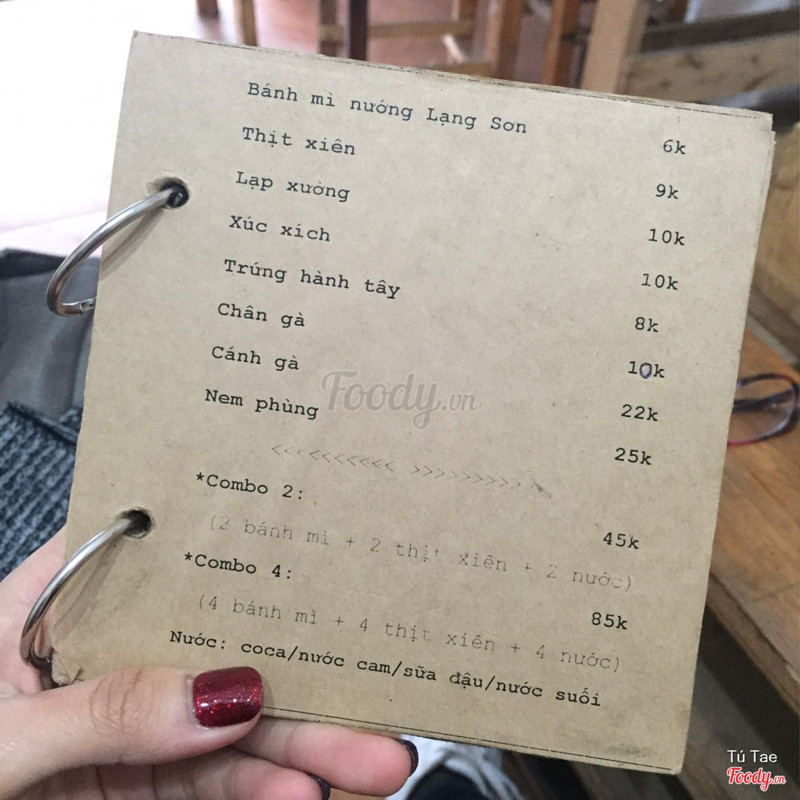 Bánh mì nướng Lạng Sơn 6k
Thịt xiên 9k
Lạp xưởng 10k
Xúc xích 10k
Trứng hành tây 8k
Chân gà 10k
Cánh gà 22k
Nem phùng 25k
<<<<<<<<<< >>>>>>>>>>
*Combo 2: 45k
(2 bánh mì + 2 thịt xiên + 2 nước)
*Combo 4: 85k
(4 bánh mì + 4 thịt xiên + 4 nước)
Nước: coca/nước cam/sữa đậu/nước suối
Foody.vn
Tú Tae
Foody.vn